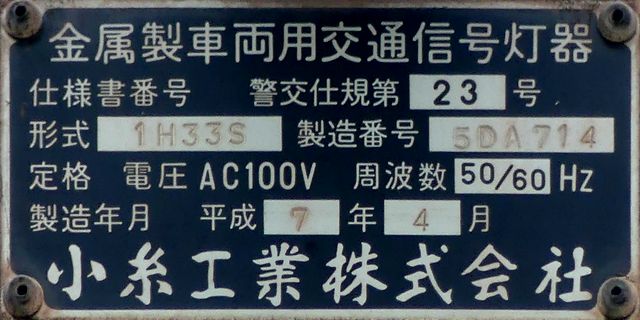 金属製車両用交通信号灯器
仕様書番号 警交仕規第 23 号
形式 1H33S 製造番号 5DA714
定格 電圧 AC100V 周波数 50/60 Hz
製造年月 平成 7 年 4 月
小糸工業株式会社